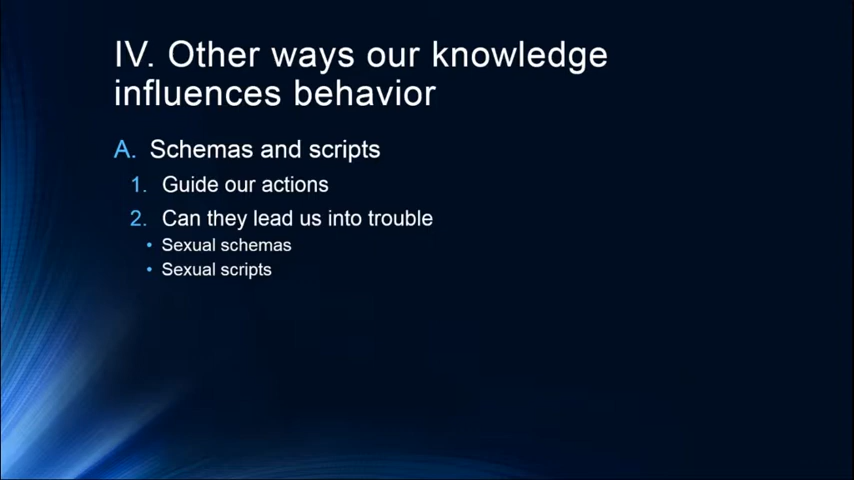 IV. Other ways our knowledge
influences behavior
A. Schemas and scripts
1. Guide our actions
2. Can they lead us into trouble
• Sexual schemas
• Sexual scripts